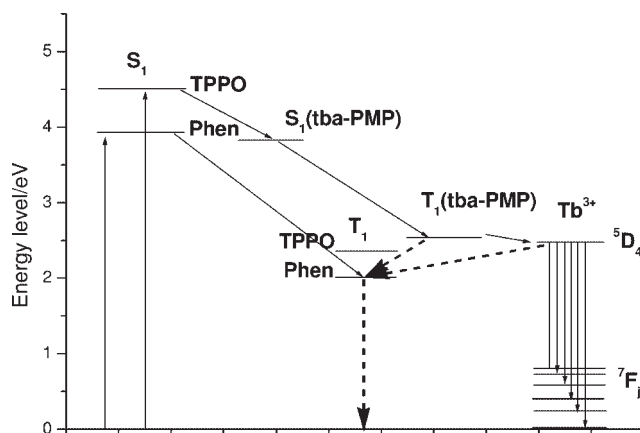 Energy level/eV
5
4
3
2
1
0
S1
TPPO
Phen
S1(tba-PMP)
T1(tba-PMP)
T1
TPPO
Phen
Tb3+
5D4
7Fj